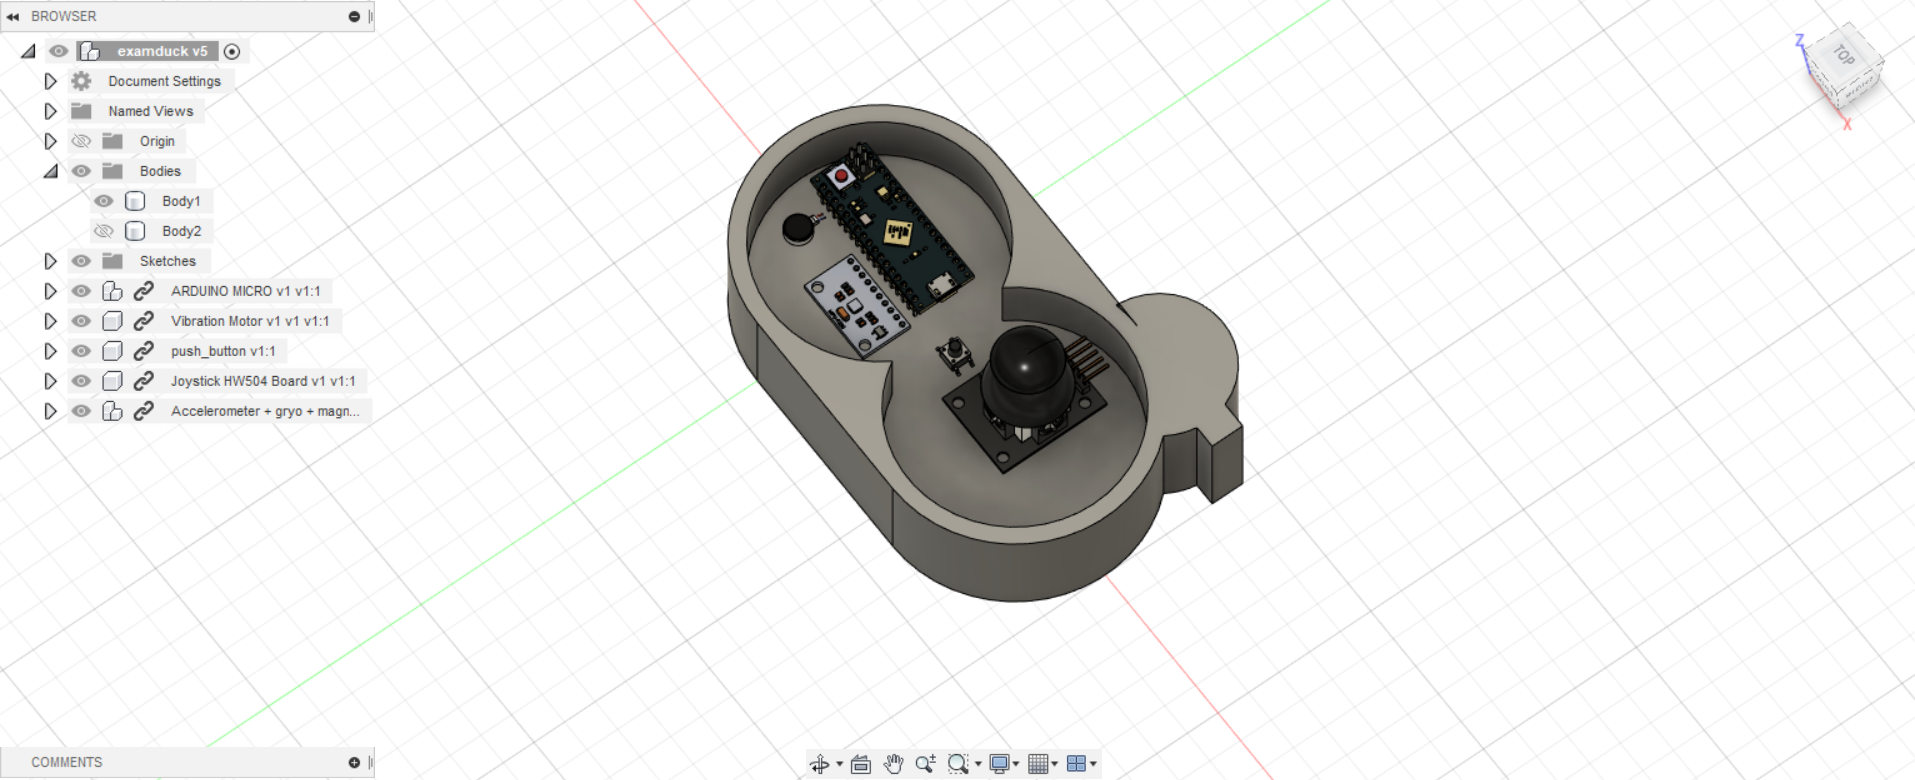 BROWSER
examduck v5
Document Settings
Named Views
Origin
Bodies
Body1
Body2
Sketches
ARDUINO MICRO v1 v1:1
Vibration Motor v1 v1 v1:1
push_button v1:1
Joystick HW504 Board v1 v1:1
Accelerometer + gryo + magn...
COMMENTS
Z
TOP
X